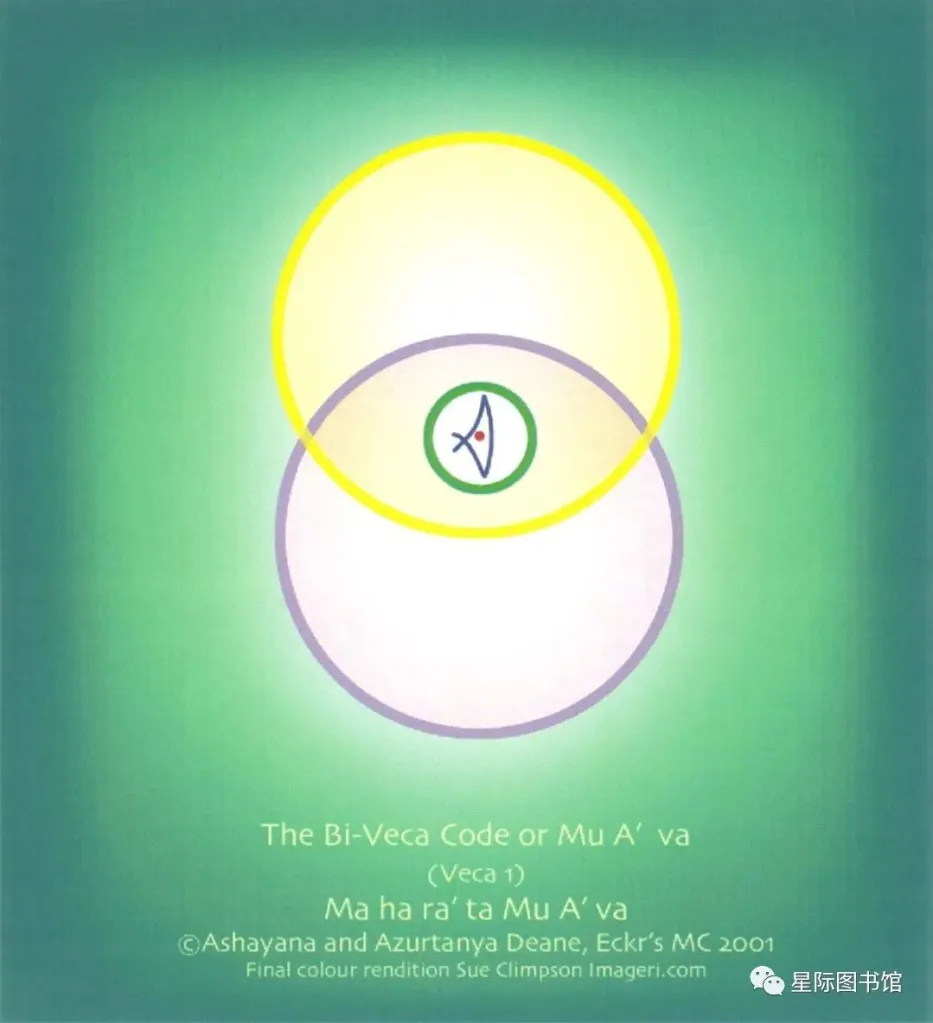 The Bi-Veca Code or Mu A' va
(Veca 1)
Ma ha ra' ta Mu A' va
©Ashayana and Azurtanya Deane, Eckr's MC 2001
Final colour rendition Sue Climpson Imageri.com
星际图书馆